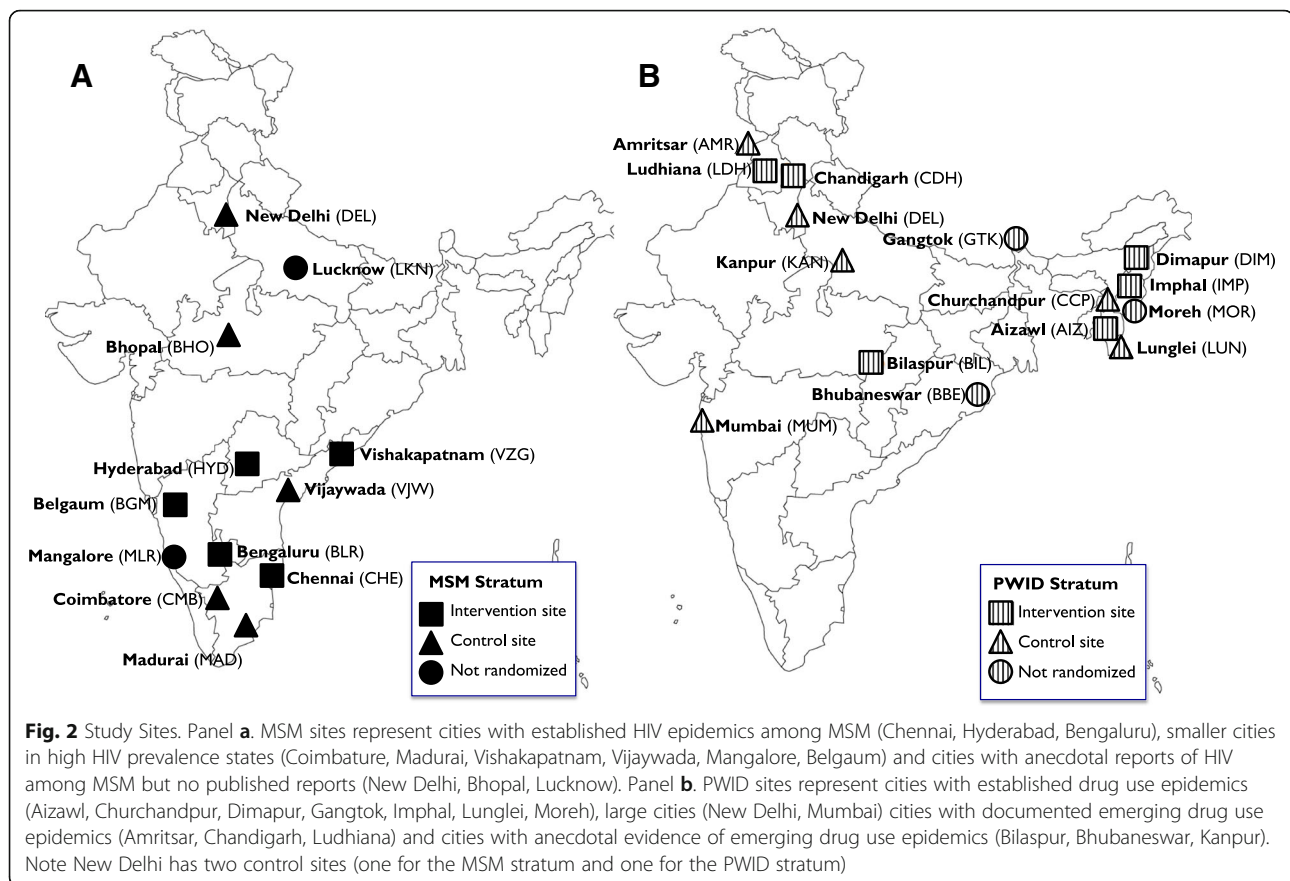 A
New Delhi (DEL)
Lucknow (LKN)
Bhopal (BHO)
Vishakapatnam (VZG)
Hyderabad (HYD)
Vijaywada (VJW)
Belgaum (BGM)
Mangalore (MLR)
Bengaluru (BLR)
Chennai (CHE)
Coimbatore (CMB)
Madurai (MAD)
MSM Stratum
Intervention site
Control site
Not randomized
B
Amritsar (AMR)
Ludhiana (LDH)
Chandigarh (CDH)
New Delhi (DEL)
Gangtok (GTK)
Kanpur (KAN)
Dimapur (DIM)
Imphal (IMP)
Churchandpur (CCP)
Moreh (MOR)
Aizawl (AIZ)
Lunglei (LUN)
Bilaspur (BIL)
Bhubaneswar (BBE)
Mumbai (MUM)
PWID Stratum
Intervention site
Control site
Not randomized
Fig. 2 Study Sites. Panel a. MSM sites represent cities with established HIV epidemics among MSM (Chennai, Hyderabad, Bengaluru), smaller cities
in high HIV prevalence states (Coimbature, Madurai, Vishakapatnam, Vijaywada, Mangalore, Belgaum) and cities with anecdotal reports of HIV
among MSM but no published reports (New Delhi, Bhopal, Lucknow). Panel b. PWID sites represent cities with established drug use epidemics
(Aizawl, Churchandpur, Dimapur, Gangtok, Imphal, Lunglei, Moreh), large cities (New Delhi, Mumbai) cities with documented emerging drug use
epidemics (Amritsar, Chandigarh, Ludhiana) and cities with anecdotal evidence of emerging drug use epidemics (Bilaspur, Bhubaneswar, Kanpur).
Note New Delhi has two control sites (one for the MSM stratum and one for the PWID stratum)